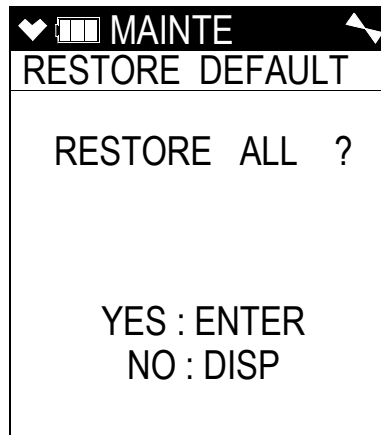 MAINTE
RESTORE DEFAULT
RESTORE ALL ?
YES : ENTER
NO : DISP